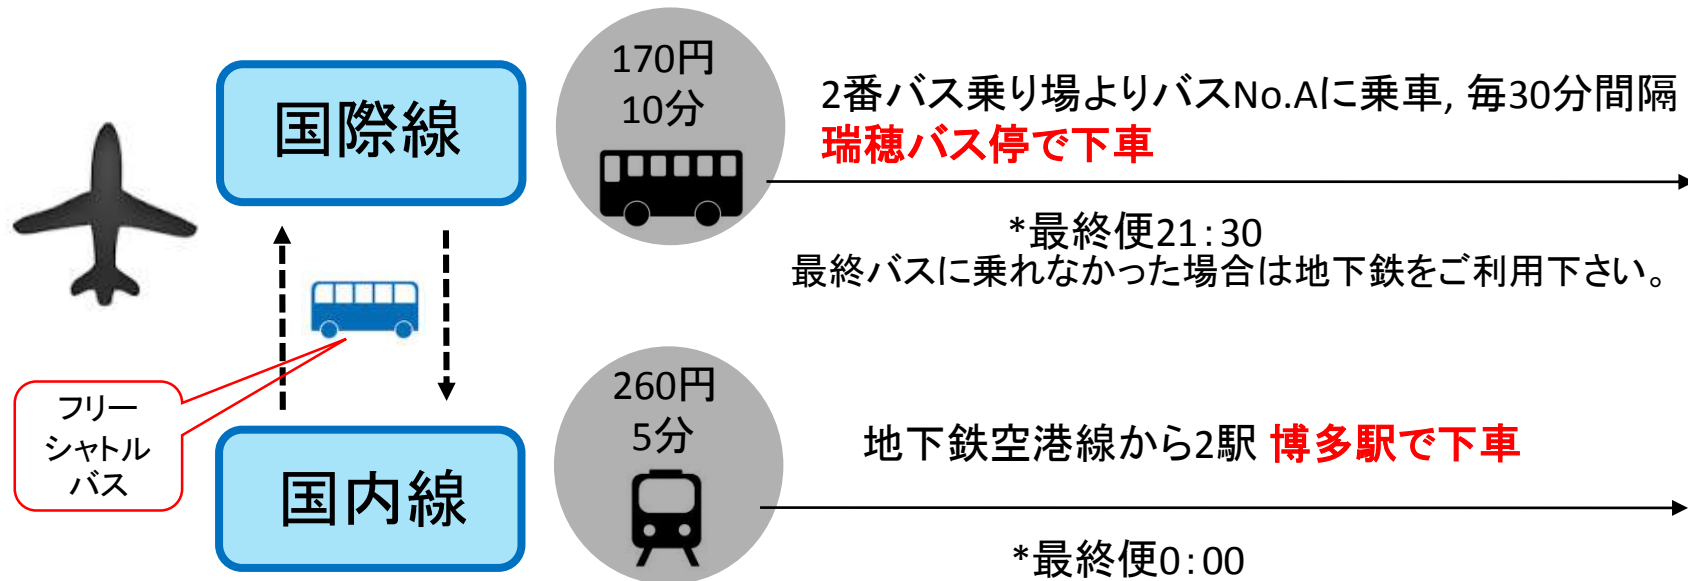 国際線
170円
10分
2番バス乗り場よりバスNo.Aに乗車, 毎30分間隔
瑞穂バス停で下車
*最終便21:30
最終バスに乗れなかった場合は地下鉄をご利用下さい。
フリー
シャトル
バス
国内線
260円
5分
地下鉄空港線から2駅 博多駅で下車
*最終便0:00